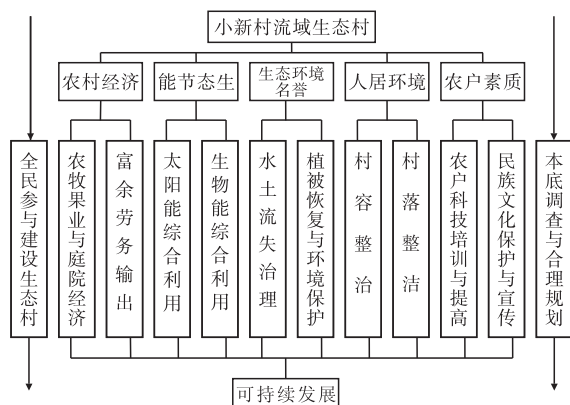 小新村流域生态村
农村经济
能节态生
生态环境
名誉
人居环境
农户素质
全民参与建设生态村
农牧果业与庭院经济
富余劳务输出
太阳能综合利用
生物能综合利用
水土流失治理
植被恢复与环境保护
村容整治
村落整洁
农户科技培训与提高
民族文化保护与宣传
本底调查与合理规划
可持续发展